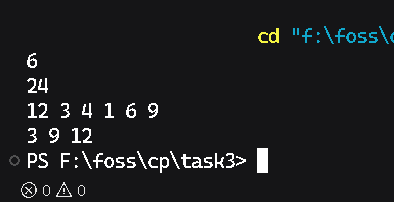 cd "f:\foss\c
6
24
12 3 4 1 6 9
3 9 12
PS F:\foss\cp\task3>
0 0